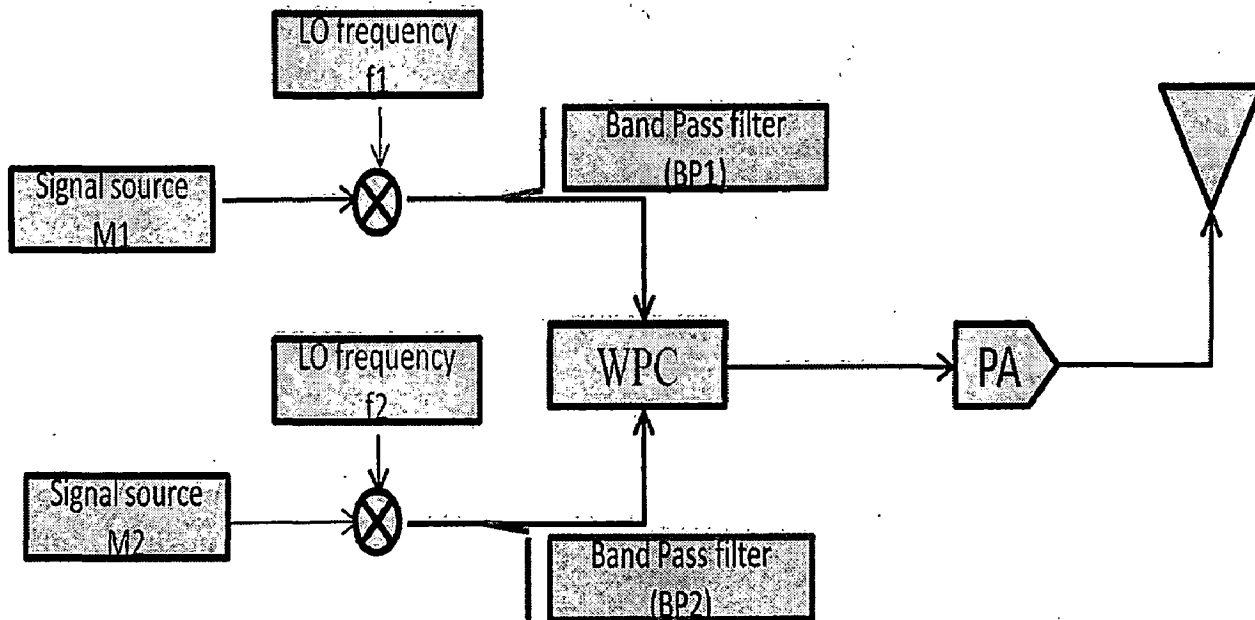 LO frequency
f1
Band Pass filter
(BP1)
Signal source
M1
WPC
PA
LO frequency
f2
Signal source
M2
Band Pass filter
(BP2)